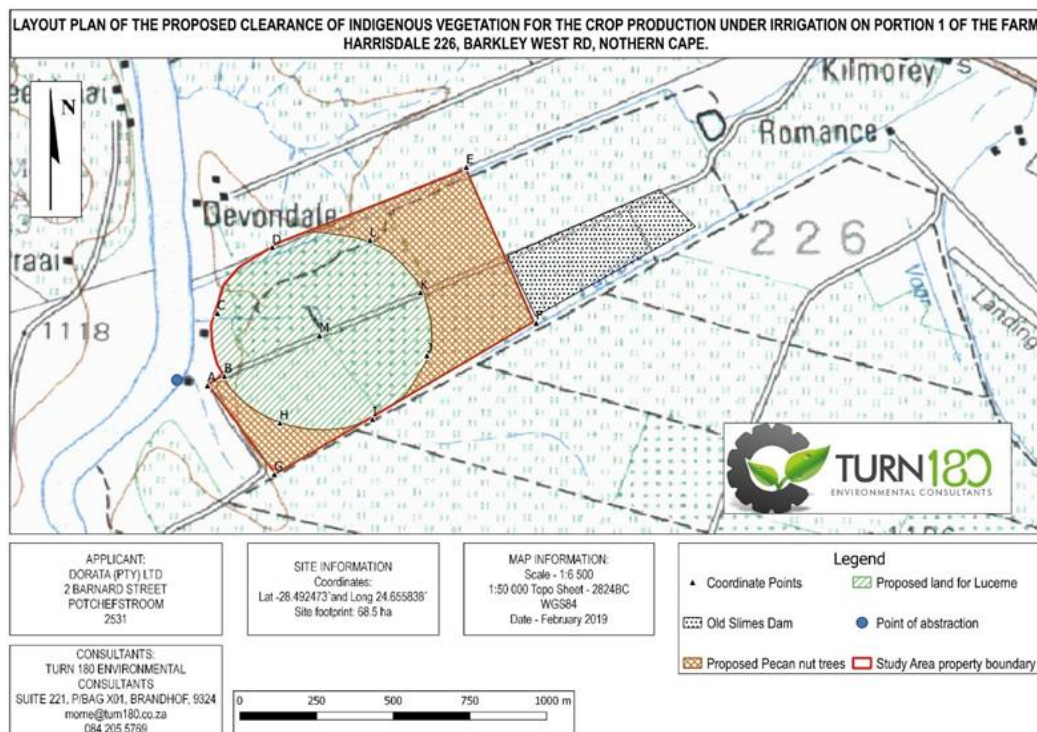 LAYOUT PLAN OF THE PROPOSED CLEARANCE OF INDIGENOUS VEGETATION FOR THE CROP PRODUCTION UNDER IRRIGATION ON PORTION 1 OF THE FARM
HARRISDALE 226, BARKLEY WEST RD, NOTHERN CAPE.
N
Kilmorey
S
Romance
E
Devondale
D
L
226
C
K
M
1118
F
J
A
B
H
I
G
Landing
TURN180
ENVIRONMENTAL CONSULTANTS
APPLICANT:
DORATA (PTY) LTD
2 BARNARD STREET
POTCHEFSTROOM
2531
SITE INFORMATION
Coordinates:
Lat -28.492473° and Long 24.655838°
Site footprint: 68.5 ha
MAP INFORMATION:
Scale - 1:6 500
1:50 000 Topo Sheet - 2824BC
WGS84
Date - February 2019
Legend
Coordinate Points
Proposed land for Lucerne
Old Slimes Dam
Point of abstraction
Proposed Pecan nut trees
Study Area property boundary
CONSULTANTS:
TURN 180 ENVIRONMENTAL
CONSULTANTS
SUITE 221, P/BAG X01, BRANDHOF, 9324
morne@turn180.co.za
084 205 5769
0 250 500 750 1000 m